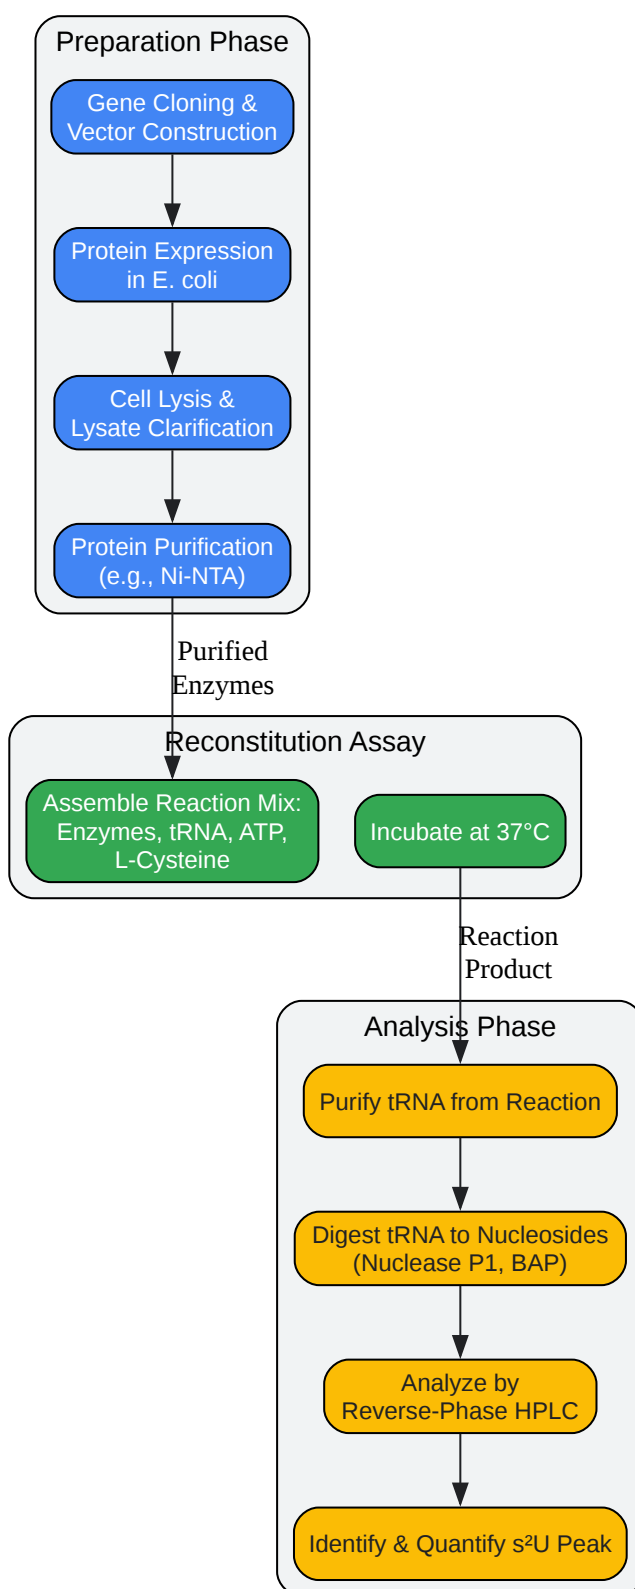 Preparation Phase
Gene Cloning &
Vector Construction
Protein Expression
in E. coli
Cell Lysis &
Lysate Clarification
Protein Purification
(e.g., Ni-NTA)
Purified
Enzymes
Reconstitution Assay
Assemble Reaction Mix:
Enzymes, tRNA, ATP,
L-Cysteine
Incubate at 37°C
Reaction
Product
Analysis Phase
Purify tRNA from Reaction
Digest tRNA to Nucleosides
(Nuclease P1, BAP)
Analyze by
Reverse-Phase HPLC
Identify & Quantify s²U Peak